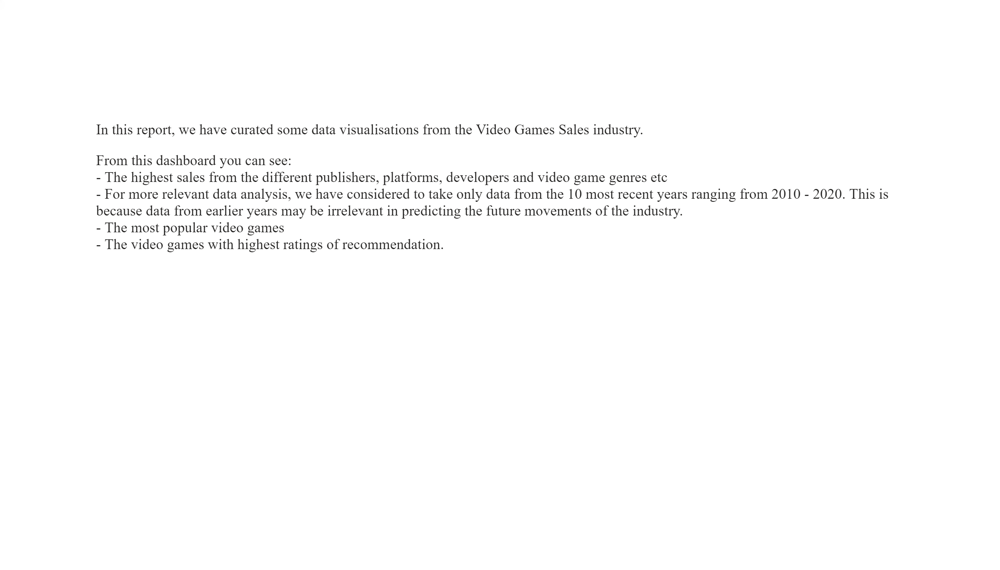 In this report, we have curated some data visualisations from the Video Games Sales industry.
From this dashboard you can see:
- The highest sales from the different publishers, platforms, developers and video game genres etc
- For more relevant data analysis, we have considered to take only data from the 10 most recent years ranging from 2010 - 2020. This is
because data from earlier years may be irrelevant in predicting the future movements of the industry.
- The most popular video games
- The video games with highest ratings of recommendation.